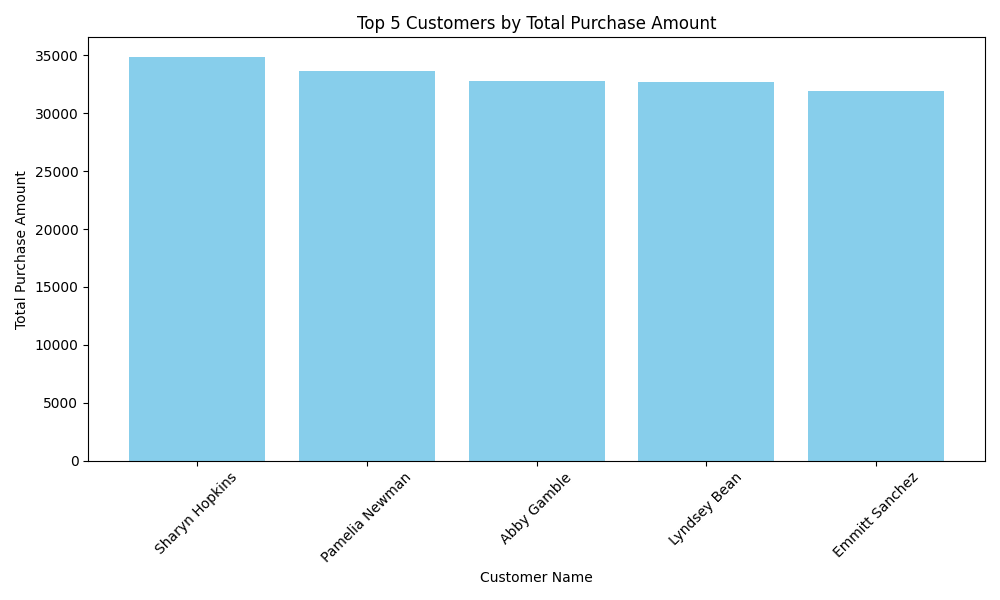 Top 5 Customers by Total Purchase Amount
Total Purchase Amount
35000
30000
25000
20000
15000
10000
5000
0
Sharyn Hopkins
Pamelia Newman
Abby Gamble
Lyndsey Bean
Emmitt Sanchez
Customer Name